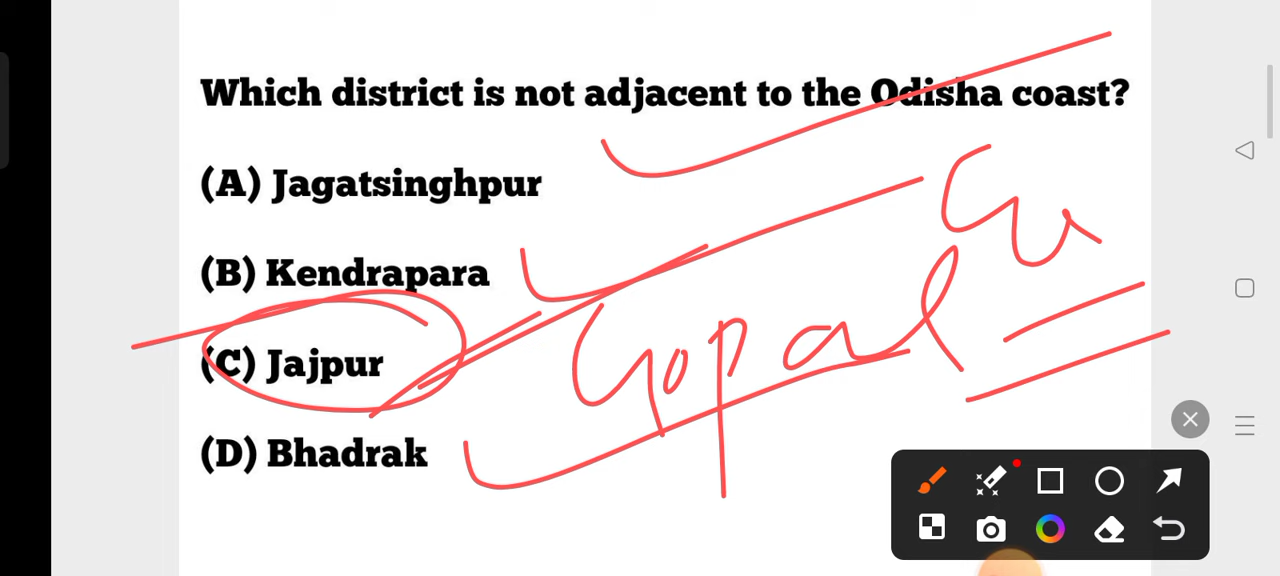 Which district is not adjacent to the Odisha coast?
(A) Jagatsinghpur
(B) Kendrapara
(C) Jajpur
Gopal
(D) Bhadrak